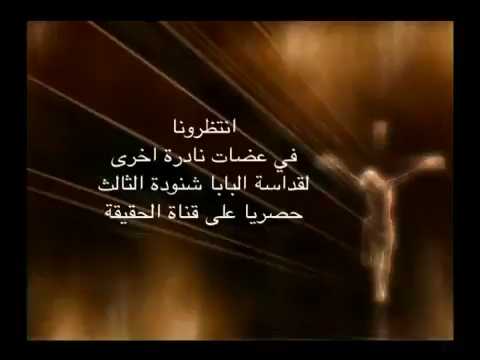 انتظرونا
في عضات نادرة اخرى
لقداسة البابا شنودة الثالث
حصريا على قناة الحقيقة